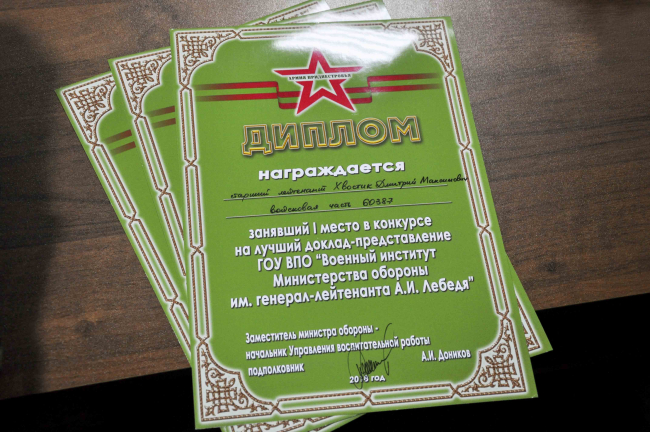 АРМИЯ ПРИДНЕСТРОВЬЯ
ДИПЛОМ
награждается
старший лейтенант Хвостик Дмитрий Максимович
войсковая часть 60387
занявший I место в конкурсе
на лучший доклад-представление
ГОУ ВПО "Военный институт
Министерства обороны
им. генерал-лейтенанта А.И. Лебедя"
Заместитель министра обороны -
начальник Управления воспитательной работы
подполковник А.И. Доников
год